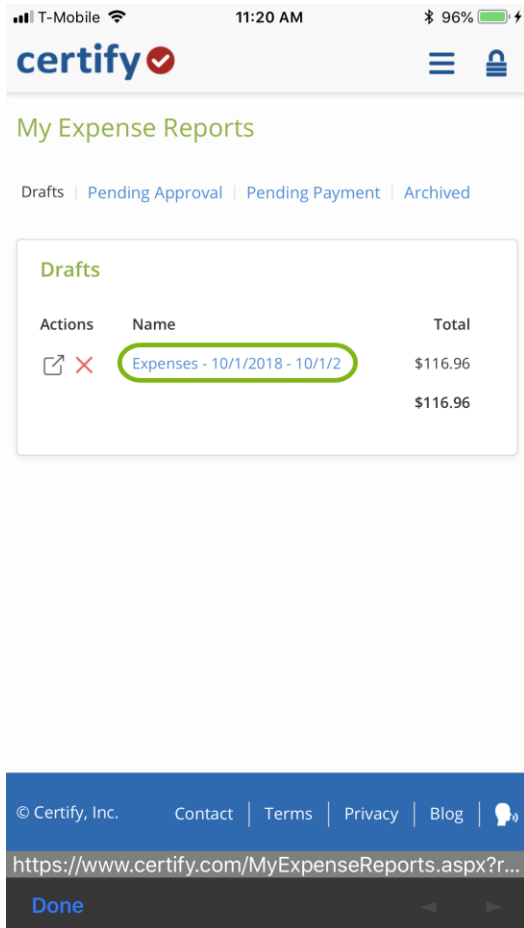 T-Mobile 11:20 AM 96%
certify
My Expense Reports
Drafts | Pending Approval | Pending Payment | Archived
Drafts
Actions Name Total
Expenses - 10/1/2018 - 10/1/2 $116.96
$116.96
© Certify, Inc. Contact | Terms | Privacy | Blog |
https://www.certify.com/MyExpenseReports.aspx?r...
Done